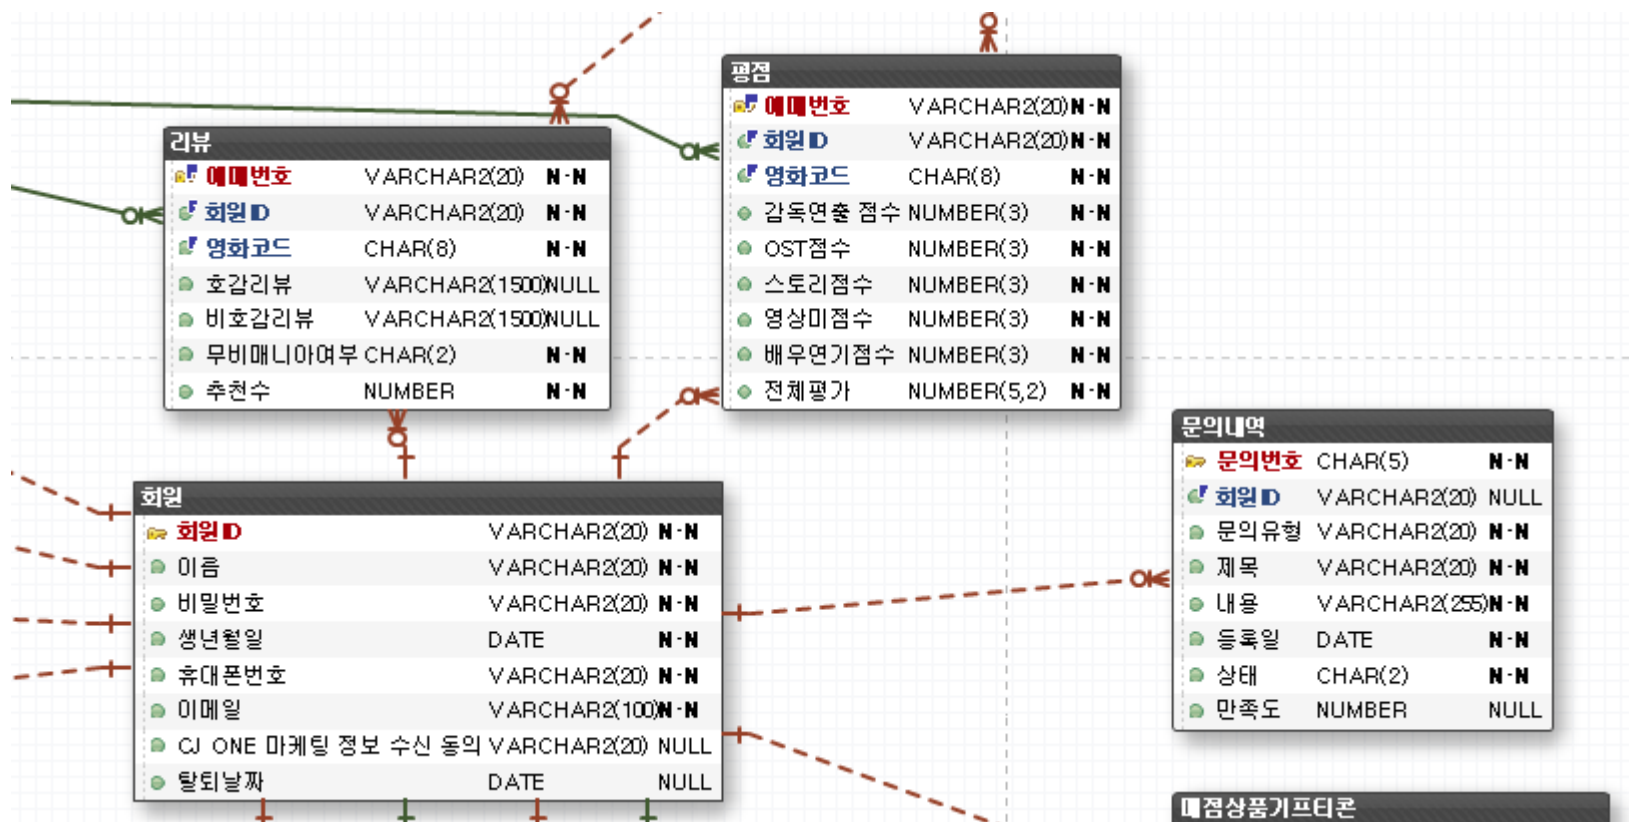 평점
예매번호 VARCHAR2(20) N-N
회원ID VARCHAR2(20) N-N
영화코드 CHAR(8) N-N
감독연출 점수 NUMBER(3) N-N
OST점수 NUMBER(3) N-N
스토리점수 NUMBER(3) N-N
영상미점수 NUMBER(3) N-N
배우연기점수 NUMBER(3) N-N
전체평가 NUMBER(5,2) N-N
리뷰
예매번호 VARCHAR2(20) N-N
회원ID VARCHAR2(20) N-N
영화코드 CHAR(8) N-N
호감리뷰 VARCHAR2(1500) NULL
비호감리뷰 VARCHAR2(1500) NULL
무비매니아여부 CHAR(2) N-N
추천수 NUMBER N-N
회원
회원ID VARCHAR2(20) N-N
이름 VARCHAR2(20) N-N
비밀번호 VARCHAR2(20) N-N
생년월일 DATE N-N
휴대폰번호 VARCHAR2(20) N-N
이메일 VARCHAR2(100) N-N
CJ ONE 마케팅 정보 수신 동의 VARCHAR2(20) NULL
탈퇴날짜 DATE NULL
문의내역
문의번호 CHAR(5) N-N
회원ID VARCHAR2(20) NULL
문의유형 VARCHAR2(20) N-N
제목 VARCHAR2(20) N-N
내용 VARCHAR2(255) N-N
등록일 DATE N-N
상태 CHAR(2) N-N
만족도 NUMBER NULL
매점상품기프티콘